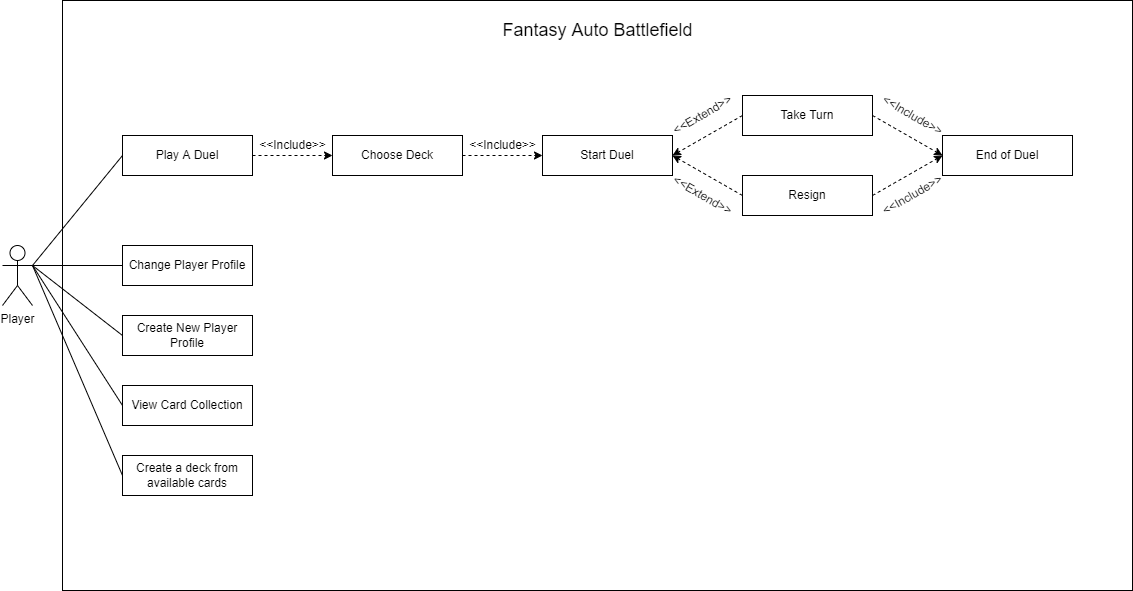 Fantasy Auto Battlefield
<<Extend>>
Take Turn
<<Include>>
Play A Duel
<<Include>>
Choose Deck
<<Include>>
Start Duel
End of Duel
<<Extend>>
Resign
<<Include>>
Change Player Profile
Player
Create New Player
Profile
View Card Collection
Create a deck from
available cards